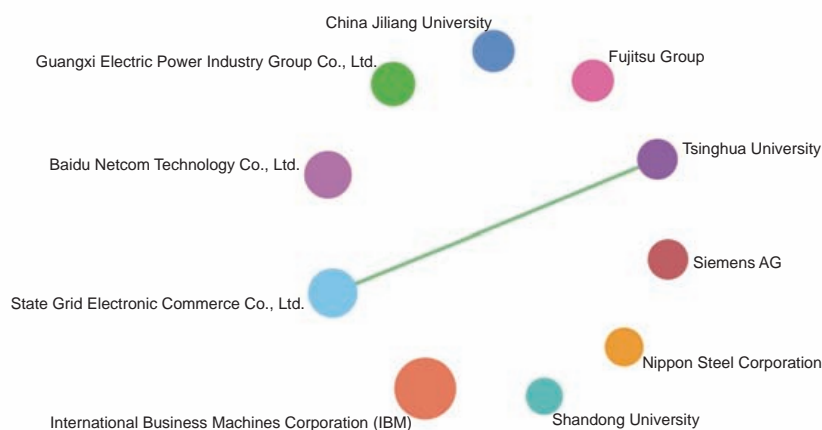 China Jiliang University
Guangxi Electric Power Industry Group Co., Ltd.
Fujitsu Group
Baidu Netcom Technology Co., Ltd.
Tsinghua University
State Grid Electronic Commerce Co., Ltd.
Siemens AG
Nippon Steel Corporation
International Business Machines Corporation (IBM)
Shandong University